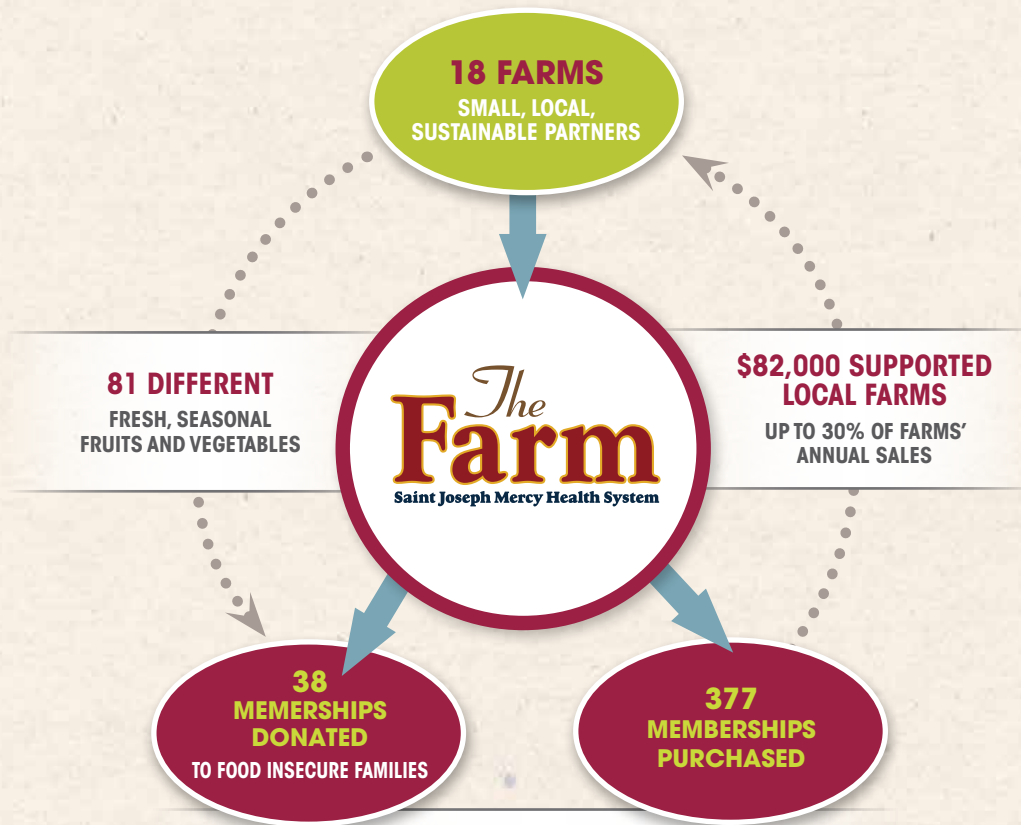 18 FARMS
SMALL, LOCAL,
SUSTAINABLE PARTNERS
81 DIFFERENT
FRESH, SEASONAL
FRUITS AND VEGETABLES
The
Farm
Saint Joseph Mercy Health System
$82,000 SUPPORTED
LOCAL FARMS
UP TO 30% OF FARMS'
ANNUAL SALES
38
MEMERSHIPS
DONATED
TO FOOD INSECURE FAMILIES
377
MEMBERSHIPS
PURCHASED